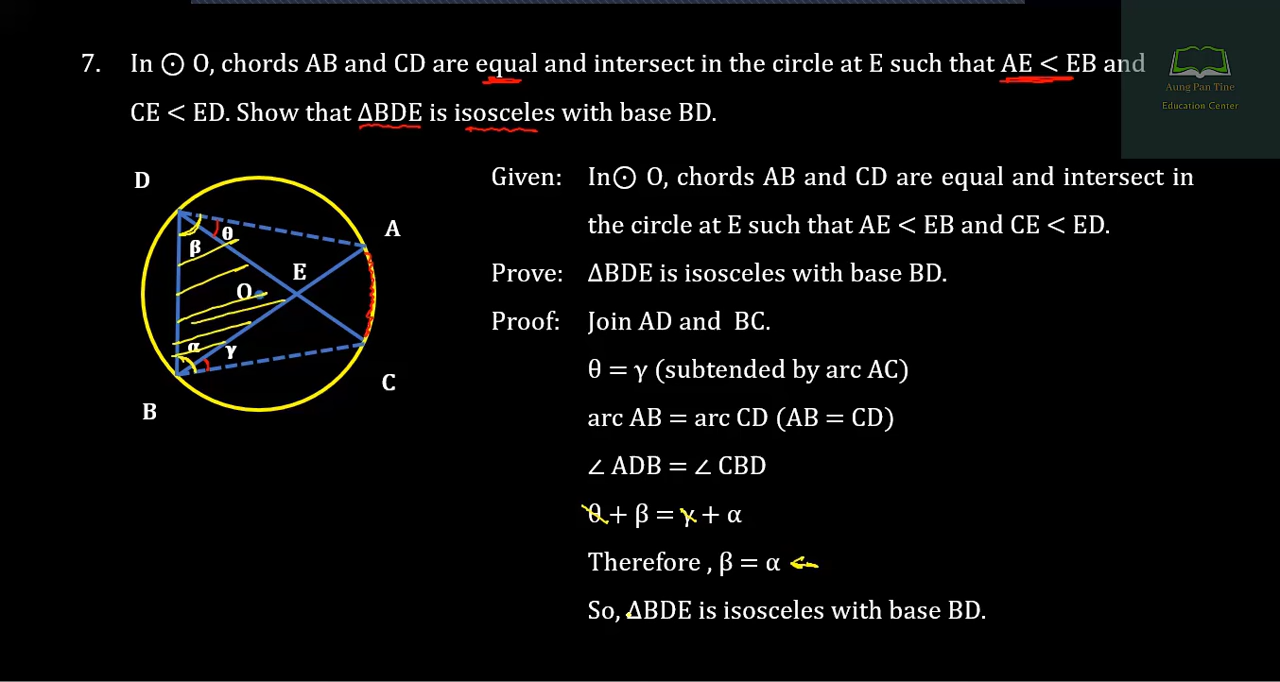 7. In ⊙ O, chords AB and CD are equal and intersect in the circle at E such that AE < EB and
CE < ED. Show that ΔBDE is isosceles with base BD.
Aung Pan Tine
Education Center
D
A
θ
β
E
O
α
γ
C
B
Given: In⊙ O, chords AB and CD are equal and intersect in
the circle at E such that AE < EB and CE < ED.
Prove: ΔBDE is isosceles with base BD.
Proof: Join AD and BC.
θ = γ (subtended by arc AC)
arc AB = arc CD (AB = CD)
∠ ADB = ∠ CBD
θ + β = γ + α
Therefore , β = α
So, ΔBDE is isosceles with base BD.